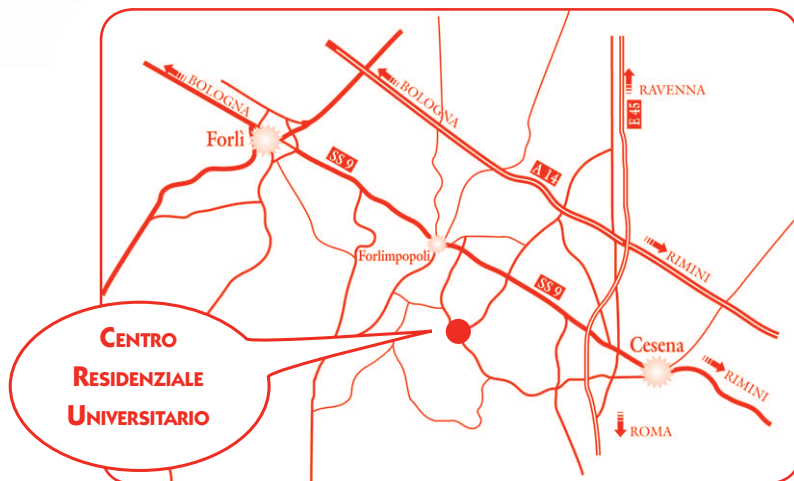 BOLOGNA
BOLOGNA
RAVENNA
E 45
Forlì
SS 9
A 14
Forlimpopoli
RIMINI
SS 9
CENTRO
RESIDENZIALE
UNIVERSITARIO
Cesena
RIMINI
ROMA